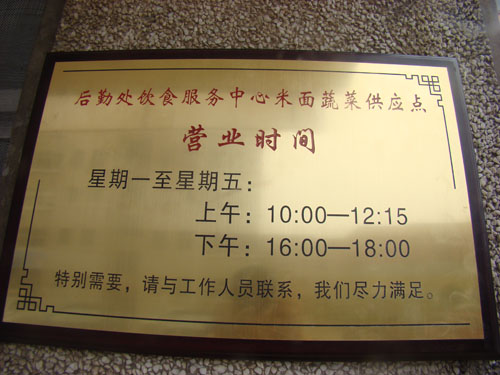 后勤处饮食服务中心米面蔬菜供应点
营业时间
星期一至星期五：
上午：10:00—12:15
下午：16:00—18:00
特别需要，请与工作人员联系，我们尽力满足。